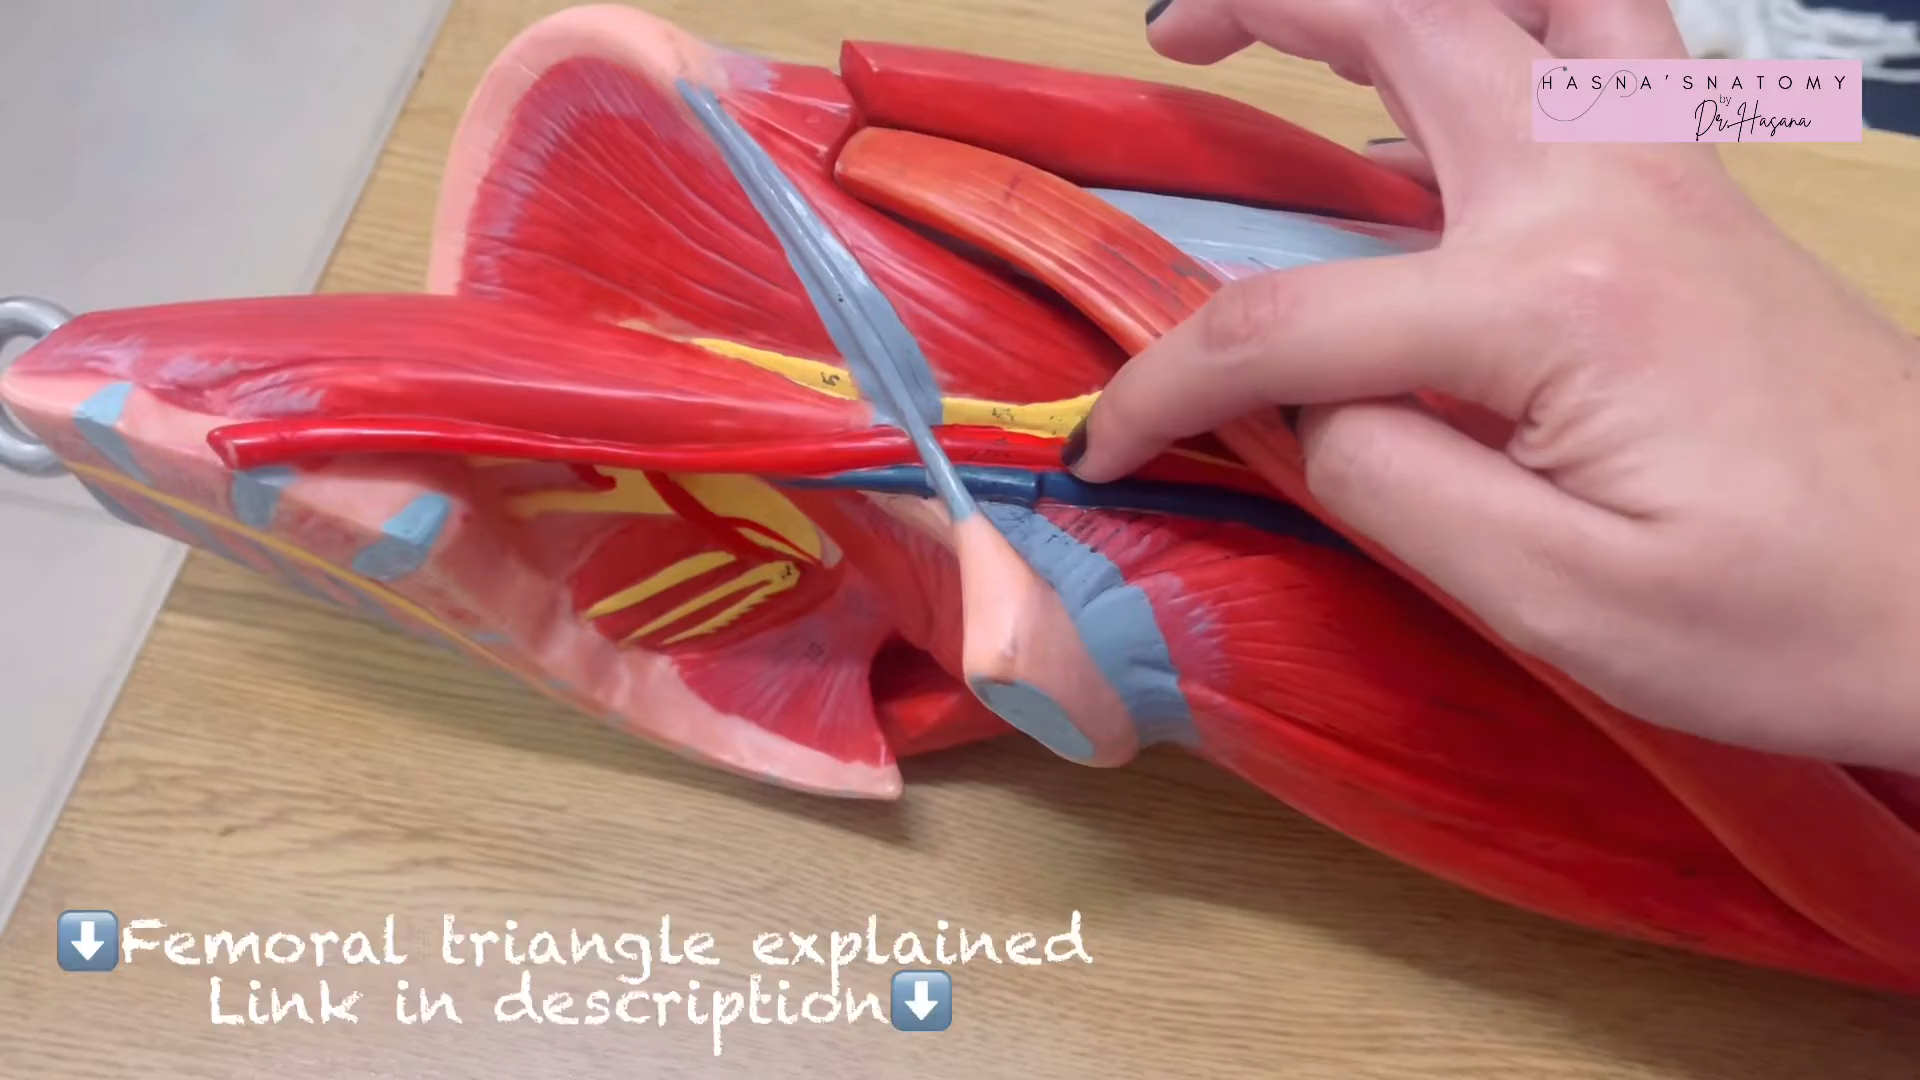 HASNA'SNATOMY
by
Dr.Hasana
⬇️Femoral triangle explained
Link in description⬇️